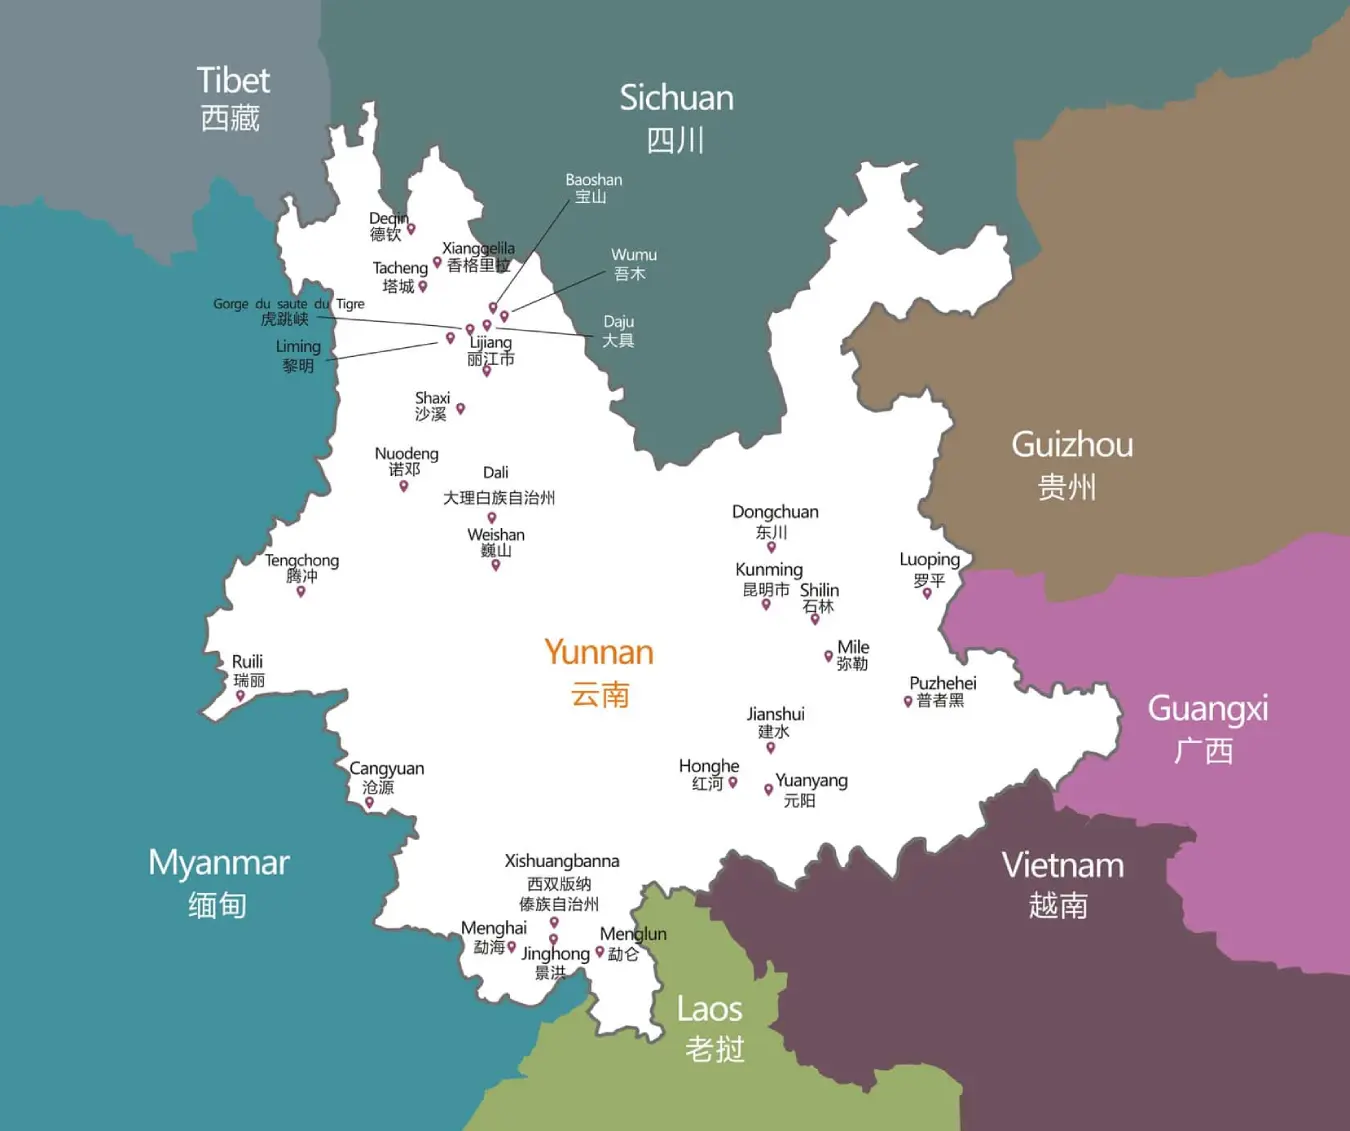 Tibet
西藏
Sichuan
四川
Baoshan
宝山
Deqin
德钦
Xianggelila
香格里拉
Wumu
吾木
Tacheng
塔城
Gorge du saute du Tigre
虎跳峡
Daju
大具
Liming
黎明
Lijiang
丽江市
Shaxi
沙溪
Guizhou
贵州
Nuodeng
诺邓
Dali
大理白族自治州
Weishan
巍山
Dongchuan
东川
Tengchong
腾冲
Kunming
昆明市
Shilin
石林
Luoping
罗平
Yunnan
云南
Mile
弥勒
Ruili
瑞丽
Puzhehei
普者黑
Guangxi
广西
Jianshui
建水
Honghe
红河
Yuanyang
元阳
Cangyuan
沧源
Myanmar
缅甸
Xishuangbanna
西双版纳
傣族自治州
Vietnam
越南
Menghai
勐海
Jinghong
景洪
Menglun
勐仑
Laos
老挝